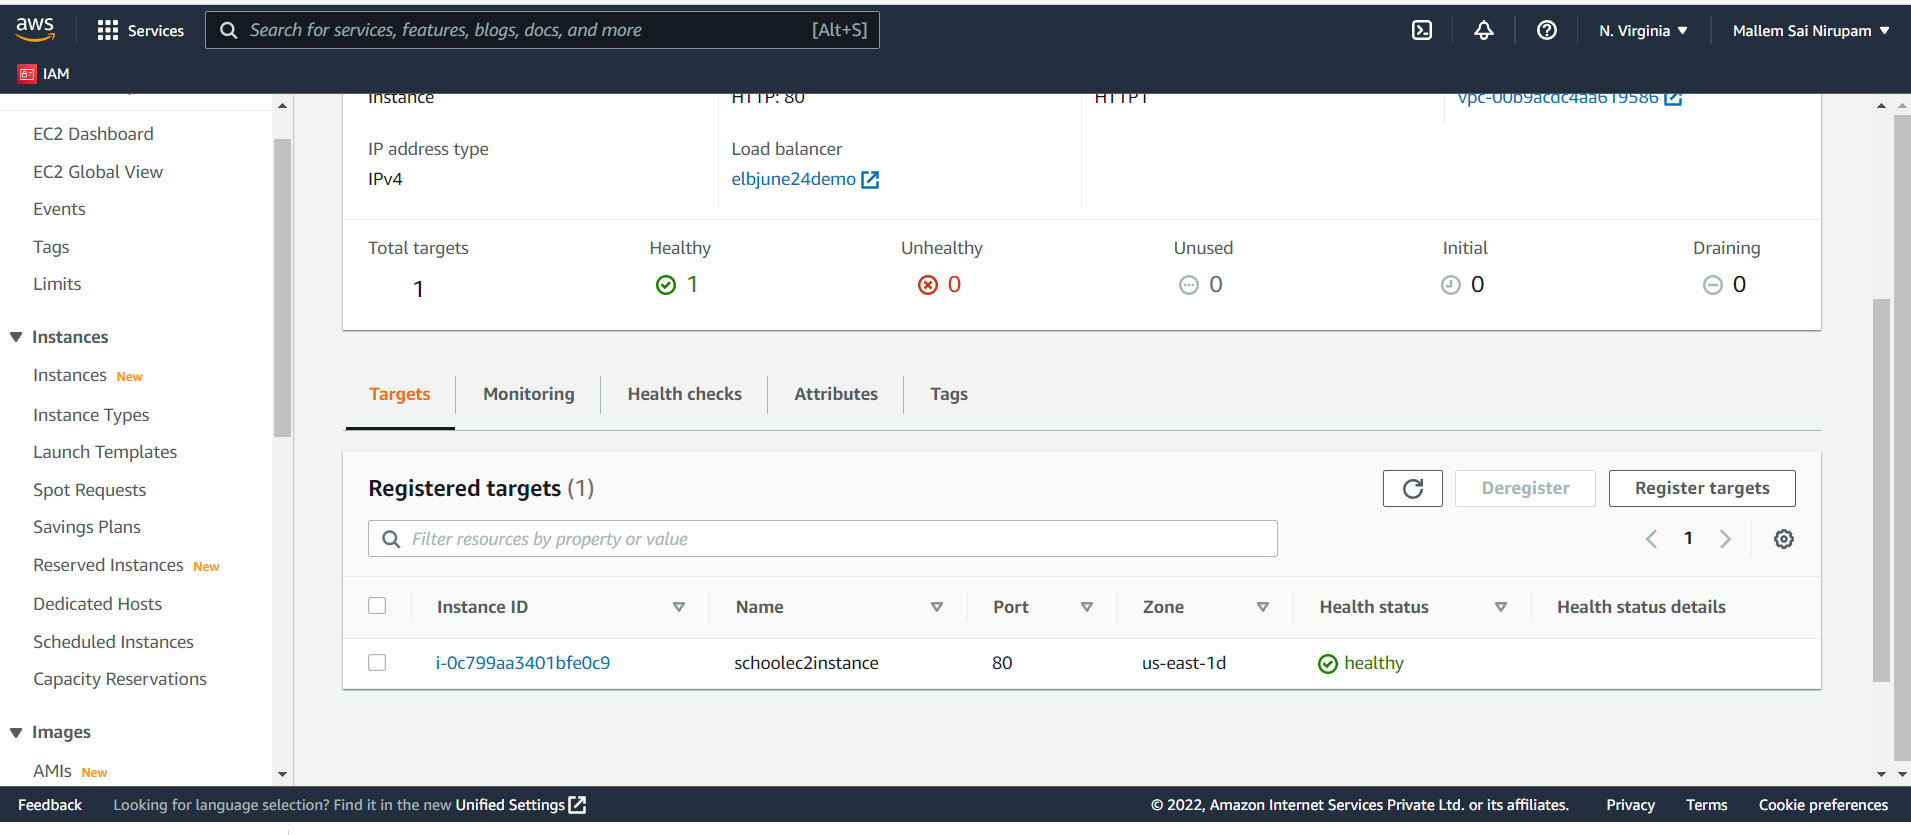 aws
Services
Search for services, features, blogs, docs, and more
[Alt+S]
N. Virginia
Mallem Sai Nirupam
IAM
EC2 Dashboard
EC2 Global View
Events
Tags
Limits
Instances
Instances New
Instance Types
Launch Templates
Spot Requests
Savings Plans
Reserved Instances New
Dedicated Hosts
Scheduled Instances
Capacity Reservations
Images
AMIs New
Instance
HTTP: 80
HTTP1
vpc-00b9acdc4aa619586
IP address type
IPv4
Load balancer
elbjune24demo
Total targets
1
Healthy
1
Unhealthy
0
Unused
0
Initial
0
Draining
0
Targets
Monitoring
Health checks
Attributes
Tags
Registered targets (1)
Deregister
Register targets
Filter resources by property or value
1
Instance ID
Name
Port
Zone
Health status
Health status details
i-0c799aa3401bfe0c9
schoolec2instance
80
us-east-1d
healthy
Feedback
Looking for language selection? Find it in the new Unified Settings
© 2022, Amazon Internet Services Private Ltd. or its affiliates.
Privacy
Terms
Cookie preferences